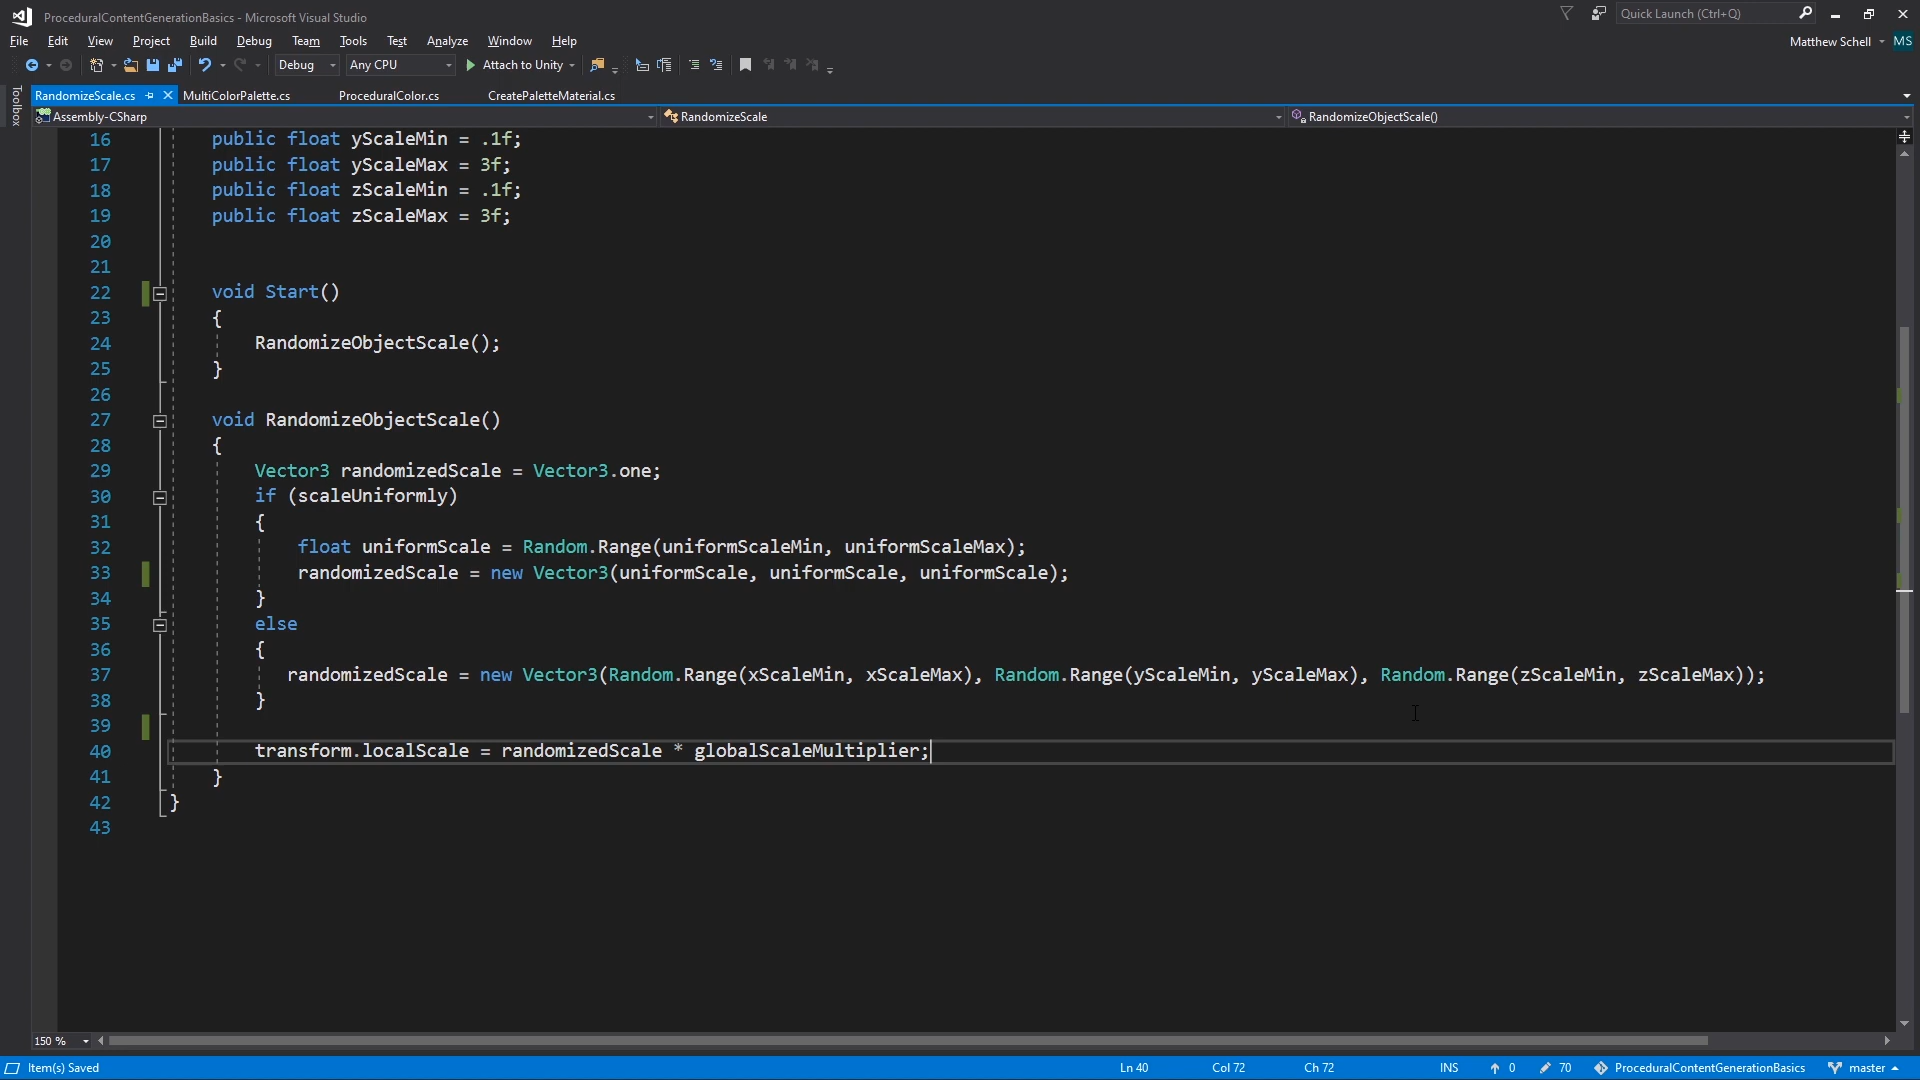 ProceduralContentGenerationBasics - Microsoft Visual Studio
Quick Launch (Ctrl+Q)
File Edit View Project Build Debug Team Tools Test Analyze Window Help
Matthew Schell MS
Debug Any CPU Attach to Unity
Toolbox
RandomizeScale.cs MultiColorPalette.cs ProceduralColor.cs CreatePaletteMaterial.cs
Assembly-CSharp RandomizeScale RandomizeObjectScale()
16 public float yScaleMin = .1f;
17 public float yScaleMax = 3f;
18 public float zScaleMin = .1f;
19 public float zScaleMax = 3f;
20
21
22 void Start()
23 {
24 RandomizeObjectScale();
25 }
26
27 void RandomizeObjectScale()
28 {
29 Vector3 randomizedScale = Vector3.one;
30 if (scaleUniformly)
31 {
32 float uniformScale = Random.Range(uniformScaleMin, uniformScaleMax);
33 randomizedScale = new Vector3(uniformScale, uniformScale, uniformScale);
34 }
35 else
36 {
37 randomizedScale = new Vector3(Random.Range(xScaleMin, xScaleMax), Random.Range(yScaleMin, yScaleMax), Random.Range(zScaleMin, zScaleMax));
38 }
39
40 transform.localScale = randomizedScale * globalScaleMultiplier;
41 }
42 }
43
150 %
Item(s) Saved Ln 40 Col 72 Ch 72 INS 0 70 ProceduralContentGenerationBasics master